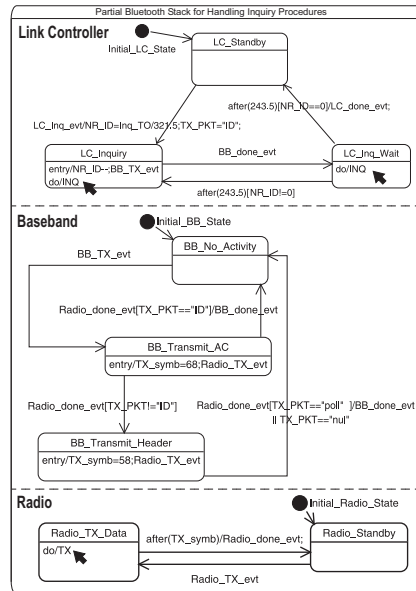 Partial Bluetooth Stack for Handling Inquiry Procedures
Link Controller
Initial_LC_State
LC_Standby
after(243.5)[NR_ID==0]/LC_done_evt;
LC_Inq_evt/NR_ID=Inq_TO/321.5;TX_PKT="ID";
LC_Inquiry
entry/NR_ID--;BB_TX_evt
do/INQ
BB_done_evt
LC_Inq_Wait
do/INQ
after(243.5)[NR_ID!=0]
Baseband
Initial_BB_State
BB_No_Activity
BB_TX_evt
Radio_done_evt[TX_PKT=="ID"]/BB_done_evt
BB_Transmit_AC
entry/TX_symb=68;Radio_TX_evt
Radio_done_evt[TX_PKT!="ID"]
Radio_done_evt[TX_PKT=="poll" ]/BB_done_evt
|| TX_PKT=="nul"
BB_Transmit_Header
entry/TX_symb=58;Radio_TX_evt
Radio
Initial_Radio_State
Radio_TX_Data
do/TX
after(TX_symb)/Radio_done_evt;
Radio_Standby
Radio_TX_evt